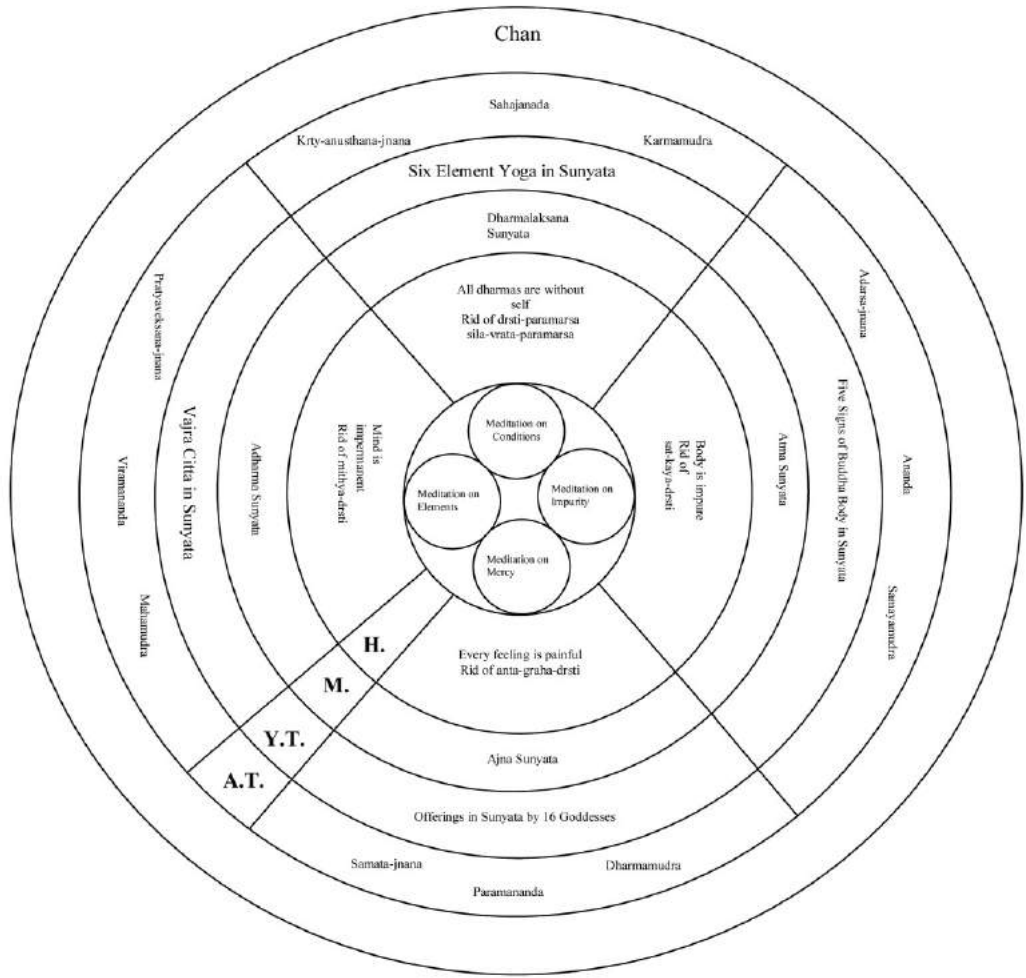 Chan
Sahajanada
Krty-anusthana-jnana
Karmamudra
Six Element Yoga in Sunyata
Dharmalaksana
Sunyata
All dharmas are without
self
Rid of drsti-paramarsa
sila-vrata-paramarsa
Pratyaveksana-jnana
Viramananda
Mahamudra
Vajra Citta in Sunyata
Adharma Sunyata
Mind is
impermanent
Rid of mithya-drsti
Meditation on
Conditions
Meditation on
Elements
Meditation on
Impurity
Meditation on
Mercy
Body is impure
Rid of
sat-kaya-drsti
Atma Sunyata
Five Signs of Buddha Body in Sunyata
Adarsa-jnana
Ananda
Samayamudra
H.
M.
Y.T.
A.T.
Every feeling is painful
Rid of anta-graha-drsti
Ajna Sunyata
Offerings in Sunyata by 16 Goddesses
Samata-jnana
Dharmamudra
Paramananda